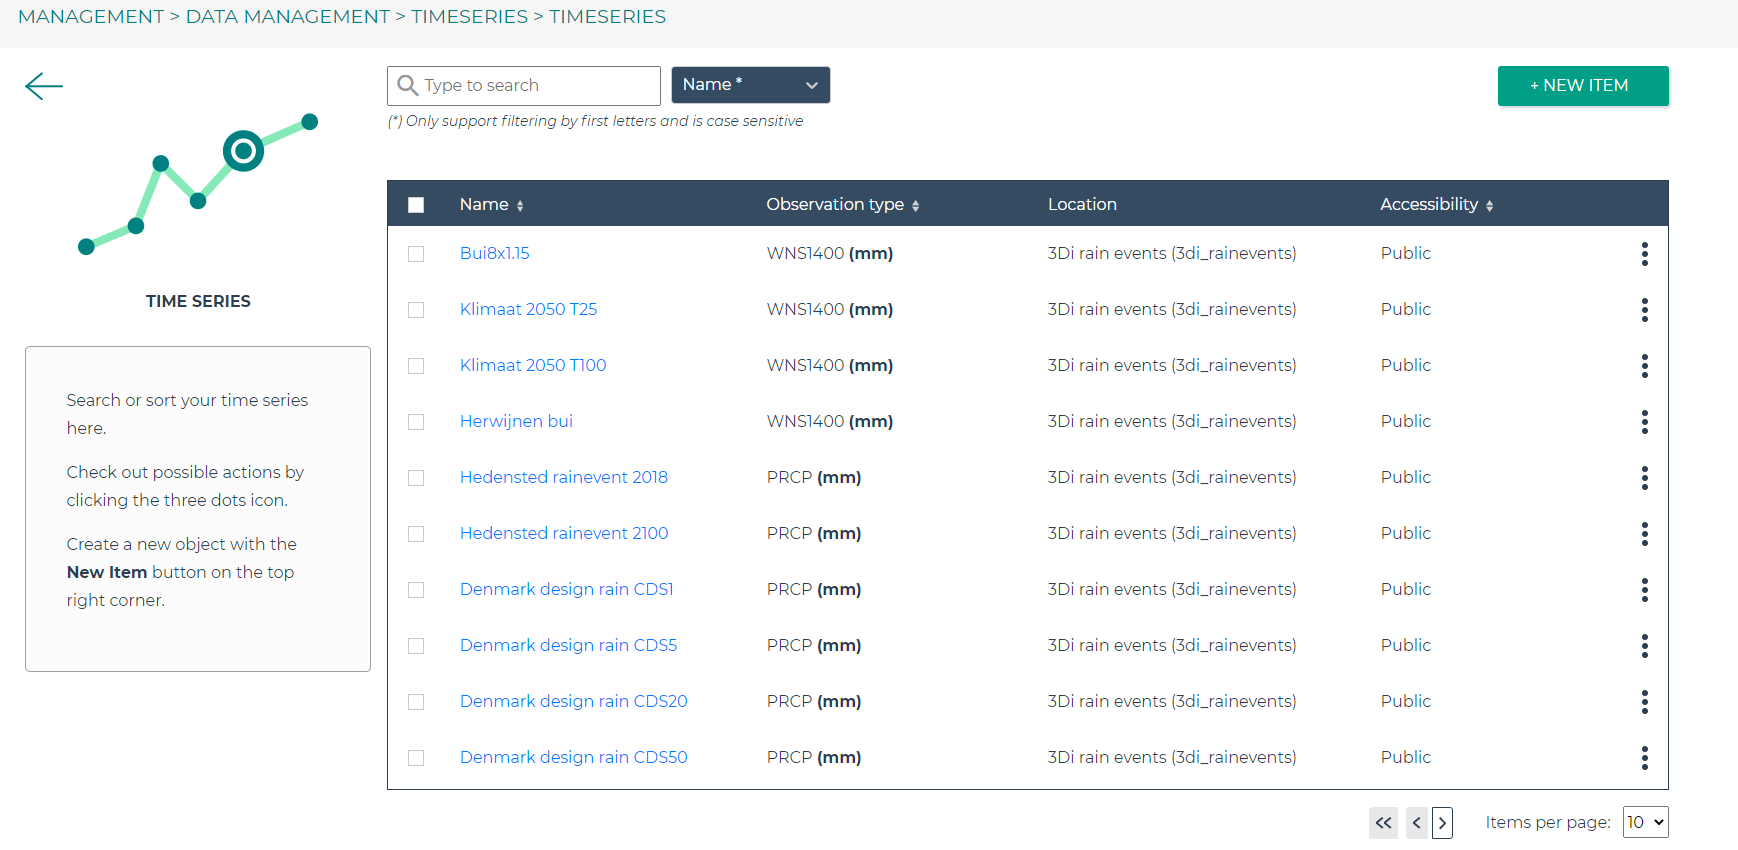 MANAGEMENT > DATA MANAGEMENT > TIMESERIES > TIMESERIES
Type to search
Name *
+ NEW ITEM
(*) Only support filtering by first letters and is case sensitive
TIME SERIES
Search or sort your time series
here.
Check out possible actions by
clicking the three dots icon.
Create a new object with the
New Item button on the top
right corner.
Name Observation type Location Accessibility
Bui8x1.15 WNS1400 (mm) 3Di rain events (3di_rainevents) Public
Klimaat 2050 T25 WNS1400 (mm) 3Di rain events (3di_rainevents) Public
Klimaat 2050 T100 WNS1400 (mm) 3Di rain events (3di_rainevents) Public
Herwijnen bui WNS1400 (mm) 3Di rain events (3di_rainevents) Public
Hedensted rainevent 2018 PRCP (mm) 3Di rain events (3di_rainevents) Public
Hedensted rainevent 2100 PRCP (mm) 3Di rain events (3di_rainevents) Public
Denmark design rain CDS1 PRCP (mm) 3Di rain events (3di_rainevents) Public
Denmark design rain CDS5 PRCP (mm) 3Di rain events (3di_rainevents) Public
Denmark design rain CDS20 PRCP (mm) 3Di rain events (3di_rainevents) Public
Denmark design rain CDS50 PRCP (mm) 3Di rain events (3di_rainevents) Public
Items per page: 10